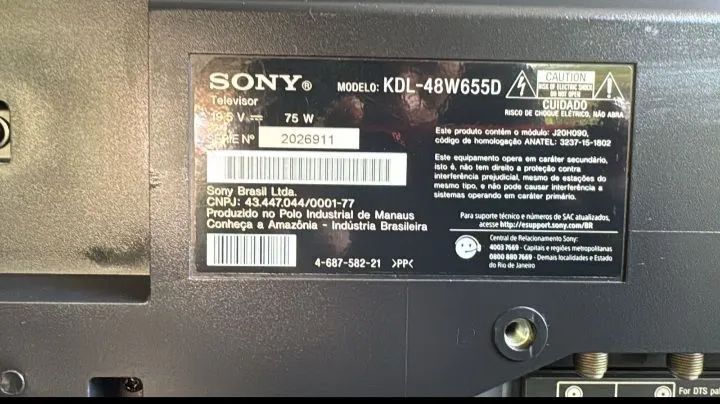 SONY® MODELO: KDL-48W655D
Televisor
19.5 V 75 W
SÉRIE Nº 2026911
Sony Brasil Ltda.
CNPJ: 43.447.044/0001-77
Produzido no Polo Industrial de Manaus
Conheça a Amazônia - Indústria Brasileira
4-687-582-21 >PP<
CAUTION
RISK OF ELECTRIC SHOCK
DO NOT OPEN
CUIDADO
RISCO DE CHOQUE ELÉTRICO, NÃO ABRA
Este produto contém o módulo: J20H090,
código de homologação ANATEL: 3237-15-1802
Este equipamento opera em caráter secundário,
isto é, não tem direito a proteção contra
interferência prejudicial, mesmo de estações do
mesmo tipo, e não pode causar interferência a
sistemas operando em caráter primário.
Para suporte técnico e números de SAC atualizados,
acesse http://esupport.sony.com/BR
Central de Relacionamento Sony:
4003 7669 - Capitais e regiões metropolitanas
0800 880 7669 - Demais localidades e Estado
do Rio de Janeiro
For DTS pa